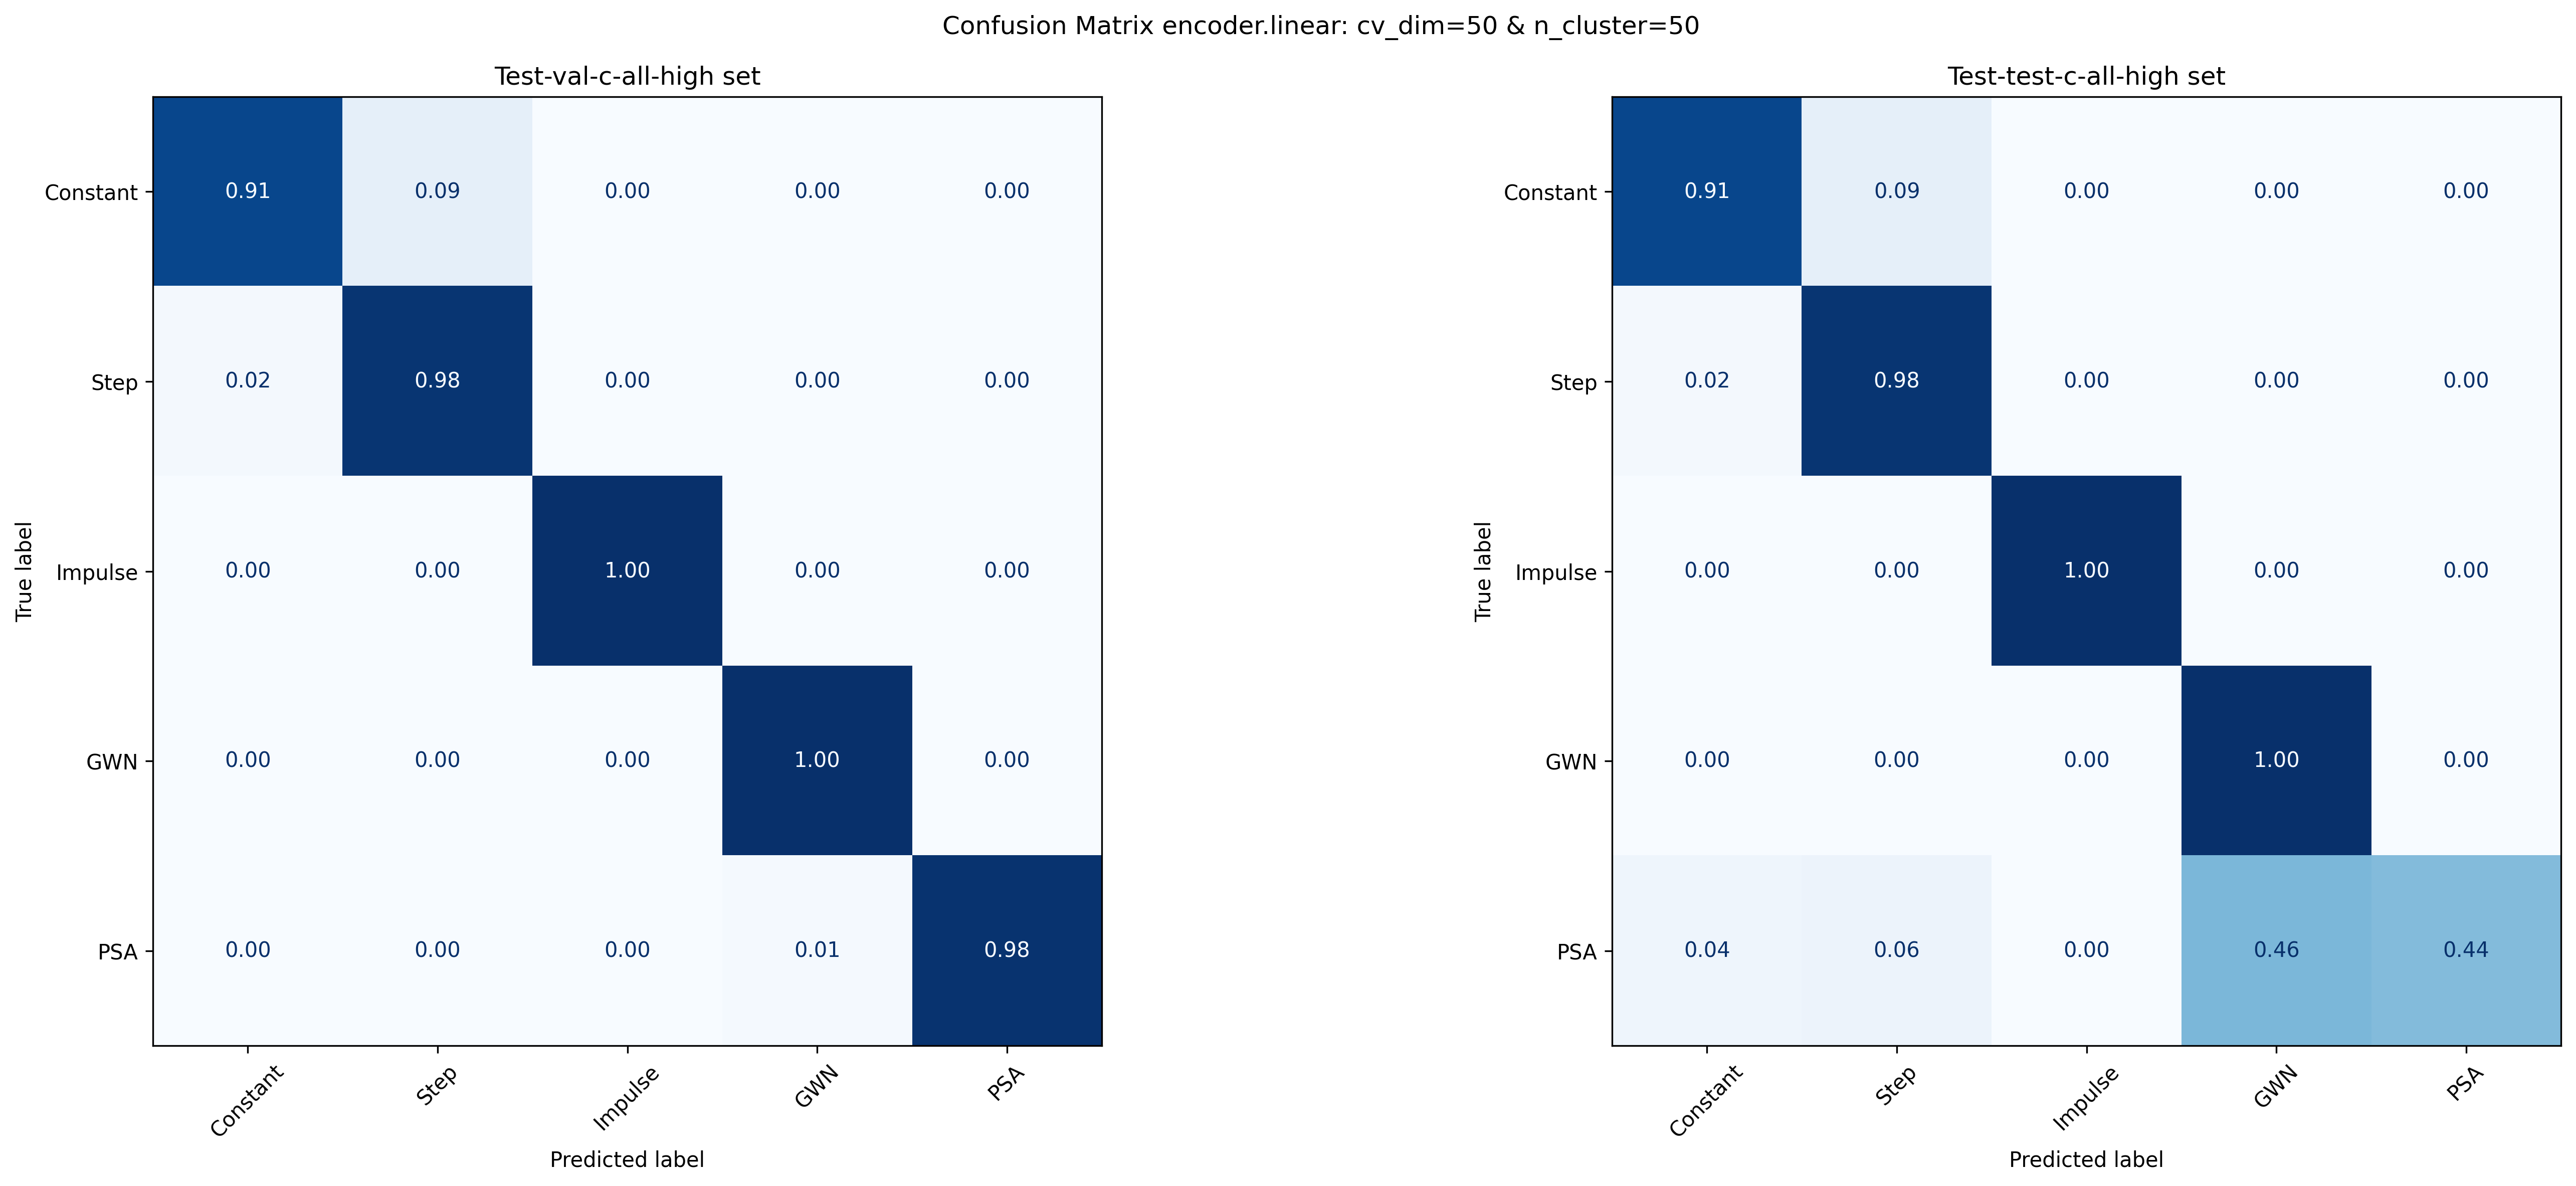 Confusion Matrix encoder.linear: cv_dim=50 & n_cluster=50
Test-val-c-all-high set
True label
Constant 0.91 0.09 0.00 0.00 0.00
Step 0.02 0.98 0.00 0.00 0.00
Impulse 0.00 0.00 1.00 0.00 0.00
GWN 0.00 0.00 0.00 1.00 0.00
PSA 0.00 0.00 0.00 0.01 0.98
Constant Step Impulse GWN PSA
Predicted label
Test-test-c-all-high set
True label
Constant 0.91 0.09 0.00 0.00 0.00
Step 0.02 0.98 0.00 0.00 0.00
Impulse 0.00 0.00 1.00 0.00 0.00
GWN 0.00 0.00 0.00 1.00 0.00
PSA 0.04 0.06 0.00 0.46 0.44
Constant Step Impulse GWN PSA
Predicted label